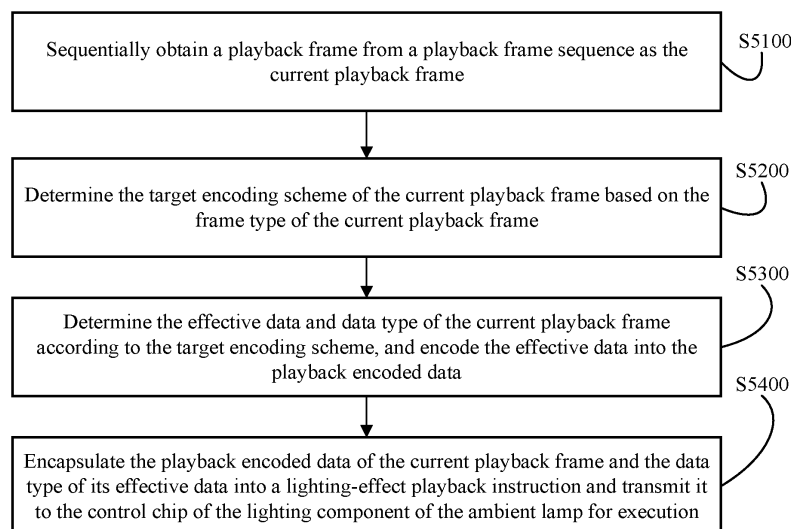 Sequentially obtain a playback frame from a playback frame sequence as the
current playback frame
S5100
Determine the target encoding scheme of the current playback frame based on the
frame type of the current playback frame
S5200
Determine the effective data and data type of the current playback frame
according to the target encoding scheme, and encode the effective data into the
playback encoded data
S5300
Encapsulate the playback encoded data of the current playback frame and the data
type of its effective data into a lighting-effect playback instruction and transmit it
to the control chip of the lighting component of the ambient lamp for execution
S5400